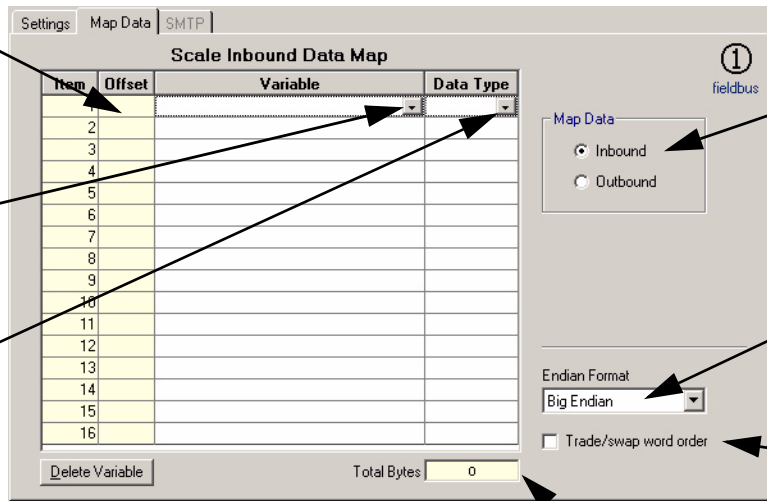 Settings Map Data SMTP
Scale Inbound Data Map
Item Offset Variable Data Type
1
2
3
4
5
6
7
8
9
10
11
12
13
14
15
16
Delete Variable
Total Bytes 0
1
fieldbus
Map Data
Inbound
Outbound
Endian Format
Big Endian
Trade/swap word order